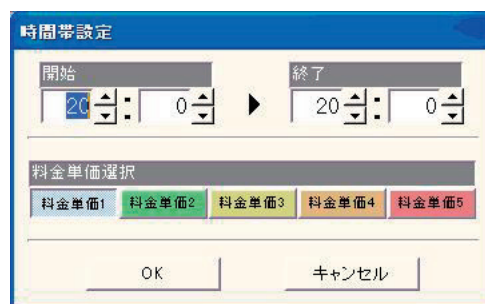 時間帯設定
開始 終了
20 : 0 ▶ 20 : 0
料金単価選択
料金単価1 料金単価2 料金単価3 料金単価4 料金単価5
OK キャンセル